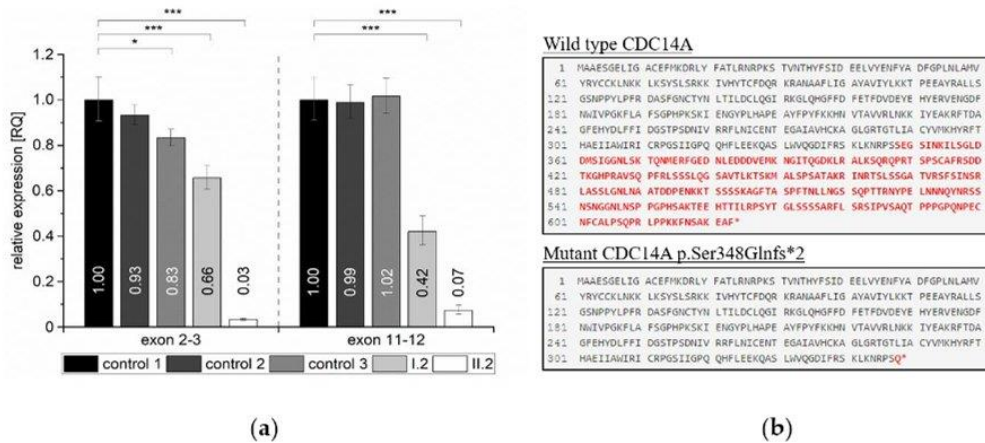 ***
***
*
***
***
1.2
1.0
0.8
0.6
0.4
0.2
0
relative expression [RQ]
1.00
0.93
0.83
0.66
0.03
1.00
0.99
1.02
0.42
0.07
exon 2-3
exon 11-12
control 1
control 2
control 3
I.2
II.2
(a)
Wild type CDC14A
1 MAAESGELIG ACEFMKDRLY FATLRNRPKS TVNTHYFSID EELVYENFYA DFGPLNLAMV
61 YRYCCKLNKK LKSYSLSRKK IVHYTCFDQR KRANAAFLIG AYAVIYLKKT PEEAYRALLS
121 GSNPPYLPFR DASFGNCTYN LTILDCLQGI RKGLQHGFFD FETFDVDEYE HYERVENGDF
181 NWIVPGKFLA FSGPHPKSKI ENGYPLHAPE AYFPYFKKHN VTAVVRLNKK IYEAKRFTDA
241 GFEHYDLFFI DGSTPSDNIV RRFLNICENT EGAIAVHCKA GLGRTGTLIA CYVMKHYRFT
301 HAEIIAWIRI CRPGSIIGPQ QHFLEEKQAS LWVQGDIFRS KLKNRPSSEG SINKILSGLD
361 DMSIGGNLSK TQNMERFGED NLEDDDVEMK NGITQGDKLR ALKSQRQPRT SPSCAFRSDD
421 TKGHPRAVSQ PFRLSSSLQG SAVTLKTSKM ALSPSATAKR INRTSLSSGA TVRSFSINSR
481 LASSLGNLNA ATDDPENKKT SSSSKAGFTA SPFTNLLNGS SQPTTRNYPE LNNNQYNRSS
541 NSNGGNLNSP PGPHSAKTEE HTTILRPSYT GLSSSSARFL SRSIPVSAQT PPPGPQNPEC
601 NFCALPSQPR LPPKKFNSAK EAF*
Mutant CDC14A p.Ser348Glnfs*2
1 MAAESGELIG ACEFMKDRLY FATLRNRPKS TVNTHYFSID EELVYENFYA DFGPLNLAMV
61 YRYCCKLNKK LKSYSLSRKK IVHYTCFDQR KRANAAFLIG AYAVIYLKKT PEEAYRALLS
121 GSNPPYLPFR DASFGNCTYN LTILDCLQGI RKGLQHGFFD FETFDVDEYE HYERVENGDF
181 NWIVPGKFLA FSGPHPKSKI ENGYPLHAPE AYFPYFKKHN VTAVVRLNKK IYEAKRFTDA
241 GFEHYDLFFI DGSTPSDNIV RRFLNICENT EGAIAVHCKA GLGRTGTLIA CYVMKHYRFT
301 HAEIIAWIRI CRPGSIIGPQ QHFLEEKQAS LWVQGDIFRS KLKNRPSQ*
(b)